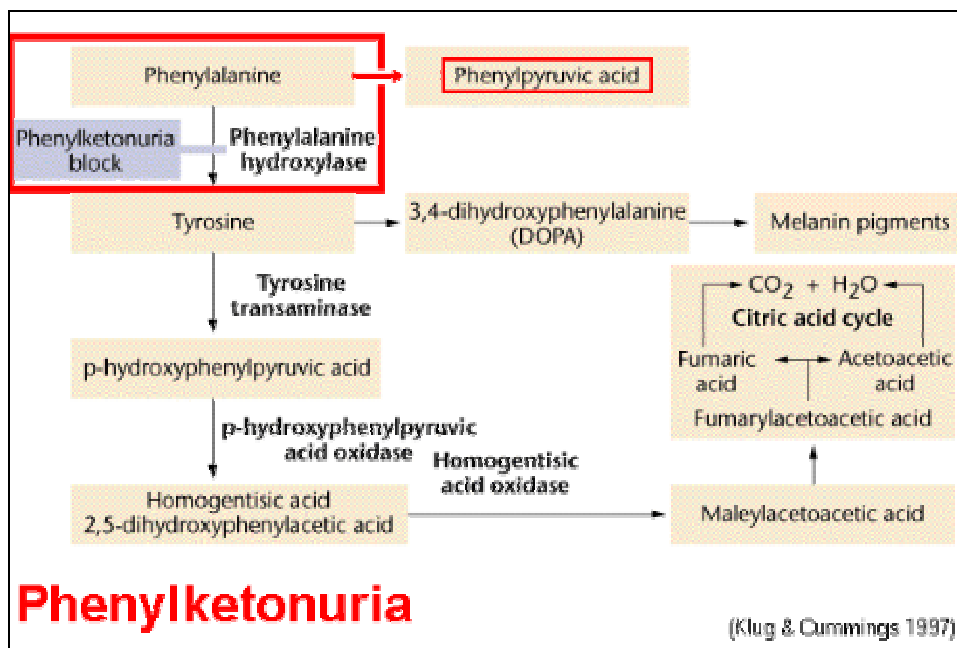 Phenylalanine
Phenylpyruvic acid
Phenylketonuria
block
Phenylalanine
hydroxylase
Tyrosine
3,4-dihydroxyphenylalanine
(DOPA)
Melanin pigments
Tyrosine
transaminase
CO2 + H2O
Citric acid cycle
Fumaric
acid
Acetoacetic
acid
Fumarylacetoacetic acid
p-hydroxyphenylpyruvic acid
p-hydroxyphenylpyruvic
acid oxidase
Homogentisic
acid oxidase
Homogentisic acid
2,5-dihydroxyphenylacetic acid
Maleylacetoacetic acid
Phenylketonuria
(Klug & Cummings 1997)